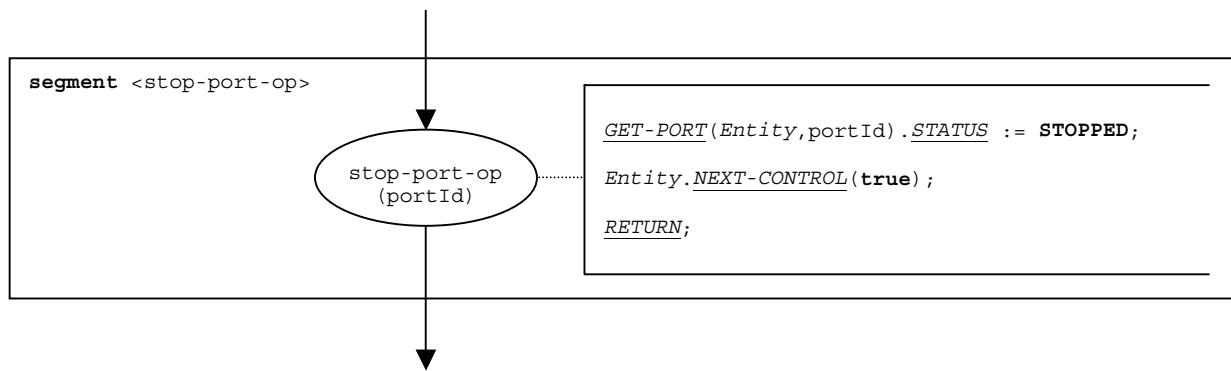 segment <stop-port-op>
stop-port-op
(portId)
GET-PORT(Entity,portId).STATUS := STOPPED;
Entity.NEXT-CONTROL(true);
RETURN;